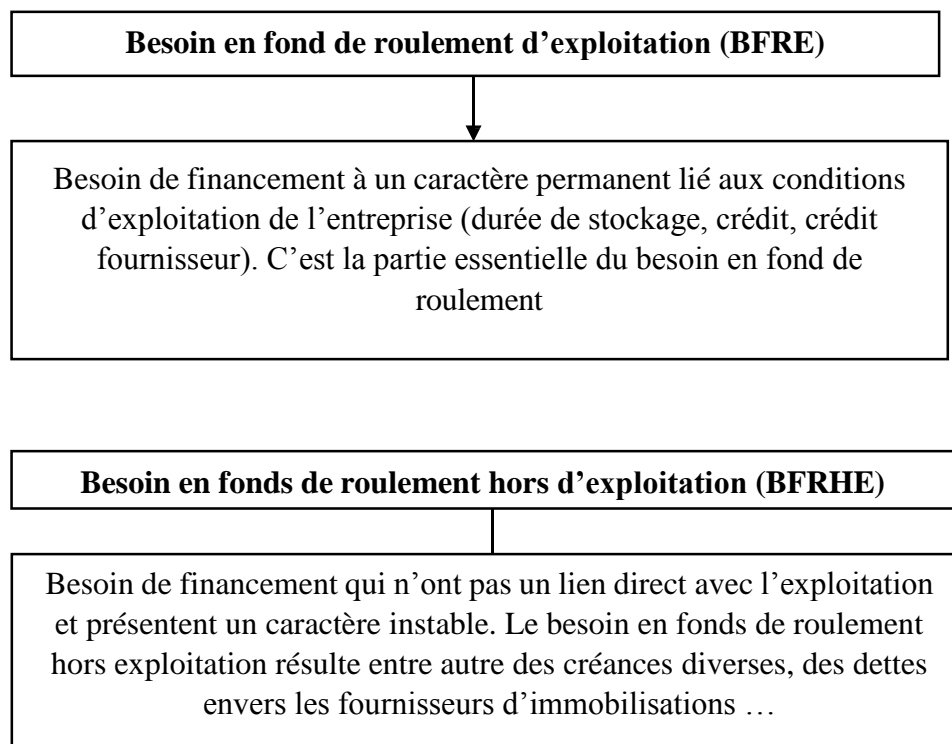 Besoin en fond de roulement d’exploitation (BFRE)
Besoin de financement à un caractère permanent lié aux conditions
d’exploitation de l’entreprise (durée de stockage, crédit, crédit
fournisseur). C’est la partie essentielle du besoin en fond de
roulement
Besoin en fonds de roulement hors d’exploitation (BFRHE)
Besoin de financement qui n’ont pas un lien direct avec l’exploitation
et présentent un caractère instable. Le besoin en fonds de roulement
hors exploitation résulte entre autre des créances diverses, des dettes
envers les fournisseurs d’immobilisations …